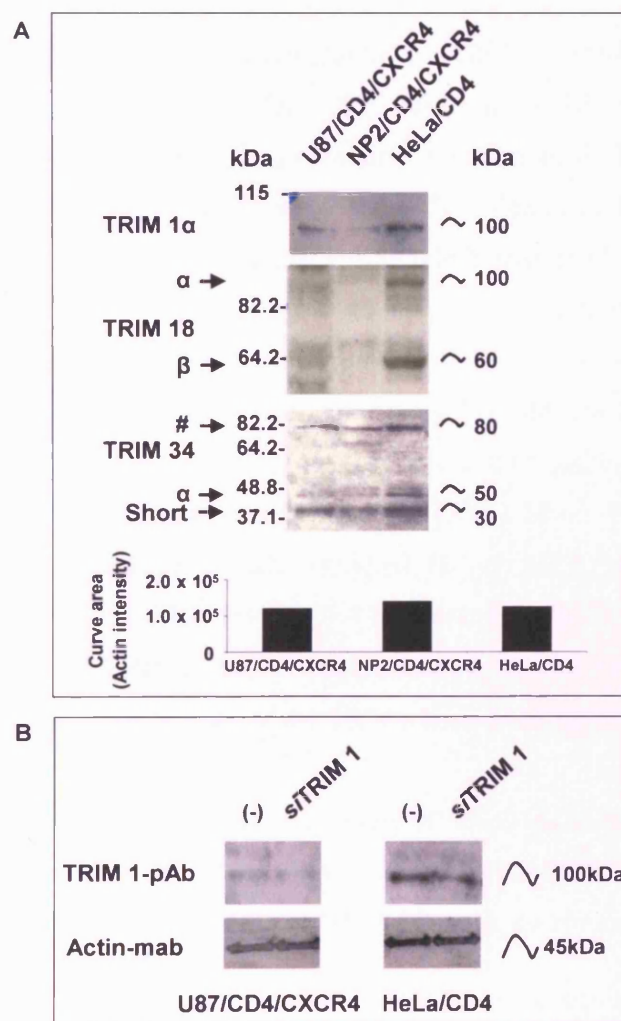 A
U87/CD4/CXCR4
NP2/CD4/CXCR4
HeLa/CD4
kDa kDa
115 -
TRIM 1α ~ 100
α → ~ 100
82.2-
TRIM 18
β → 64.2- ~ 60
# → 82.2- ~ 80
TRIM 34 64.2-
α → 48.8- ~ 50
Short → 37.1- ~ 30
Curve area
(Actin intensity)
2.0 x 10⁵
1.0 x 10⁵
0
U87/CD4/CXCR4 NP2/CD4/CXCR4 HeLa/CD4
B
(-) siTRIM 1 (-) siTRIM 1
TRIM 1-pAb ~ 100kDa
Actin-mab ~ 45kDa
U87/CD4/CXCR4 HeLa/CD4